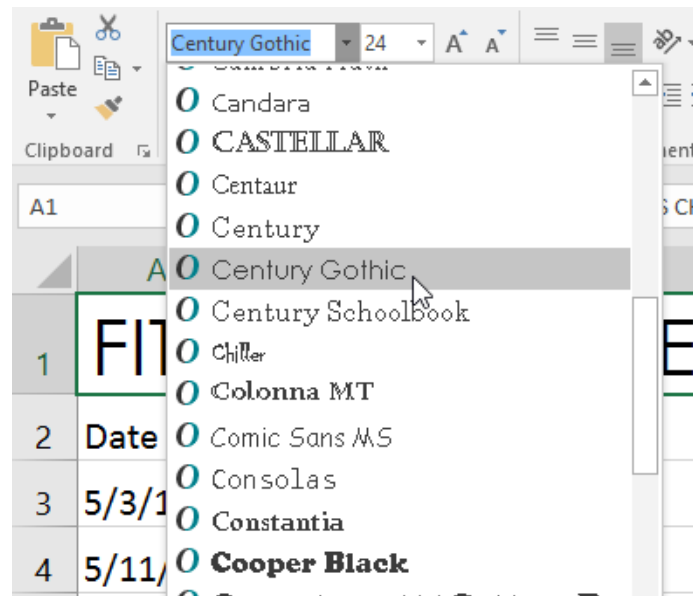 Century Gothic 24 A A
Paste
Clipboard
A1
Candara
CASTELLAR
Centaur
Century
A
Century Gothic
Century Schoolbook
1 FIT
Chiller
Colonna MT
2 Date
Comic Sans MS
Consolas
3 5/3/1
Constantia
4 5/11/
Cooper Black